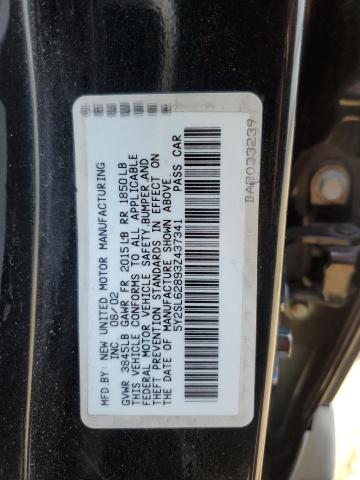 MFD BY: NEW UNITED MOTOR MANUFACTURING
INC. 08/02
GVWR 3845LB GAWR FR 2015LB RR 1850LB
THIS VEHICLE CONFORMS TO ALL APPLICABLE
FEDERAL MOTOR VEHICLE SAFETY,BUMPER,AND
THEFT PREVENTION STANDARDS IN EFFECT ON
THE DATE OF MANUFACTURE SHOWN ABOVE.
5Y2SL62893Z437341 PASS CAR
BA0033239